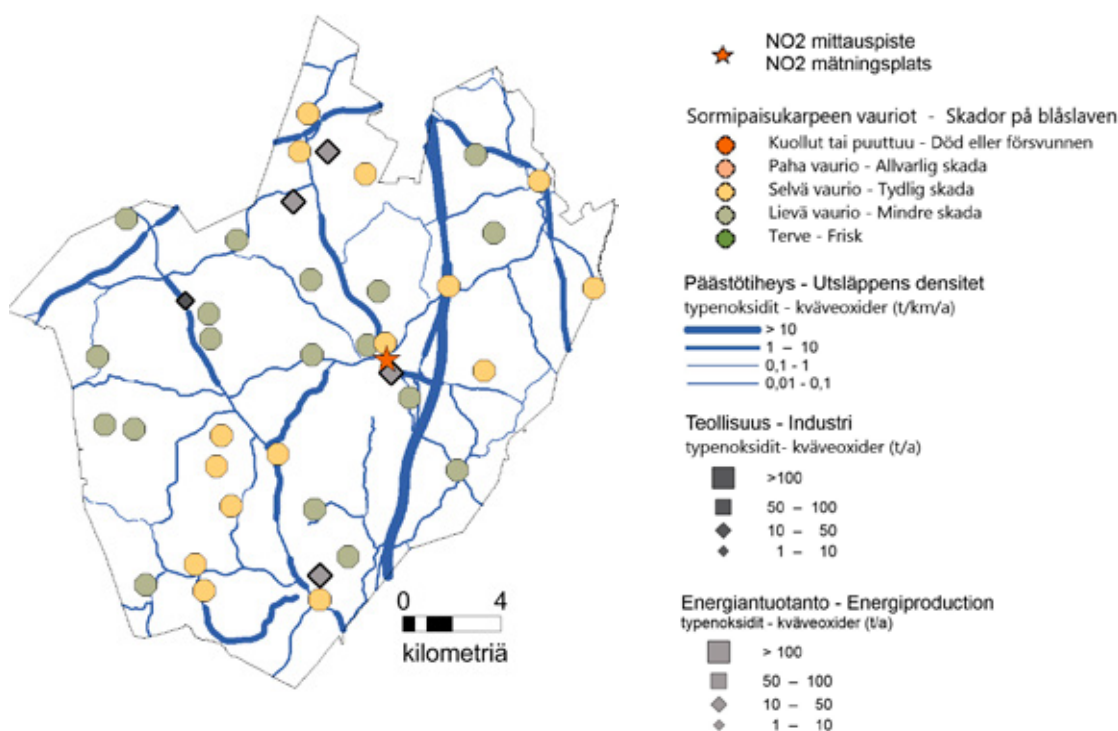 NO2 mittauspiste
NO2 mätningsplats
Sormipaisukarpeen vauriot - Skador på blåslaven
Kuollut tai puuttuu - Död eller försvunnen
Paha vaurio - Allvarlig skada
Selvä vaurio - Tydlig skada
Lievä vaurio - Mindre skada
Terve - Frisk
Päästötiheys - Utsläppens densitet
typenoksidit - kväveoxider (t/km/a)
> 10
1 – 10
0,1 - 1
0,01 - 0,1
Teollisuus - Industri
typenoksidit- kväveoxider (t/a)
>100
50 – 100
10 – 50
1 – 10
Energiantuotanto - Energiproduction
typenoksidit - kväveoxider (t/a)
> 100
50 – 100
10 – 50
1 – 10
0 4
kilometriä